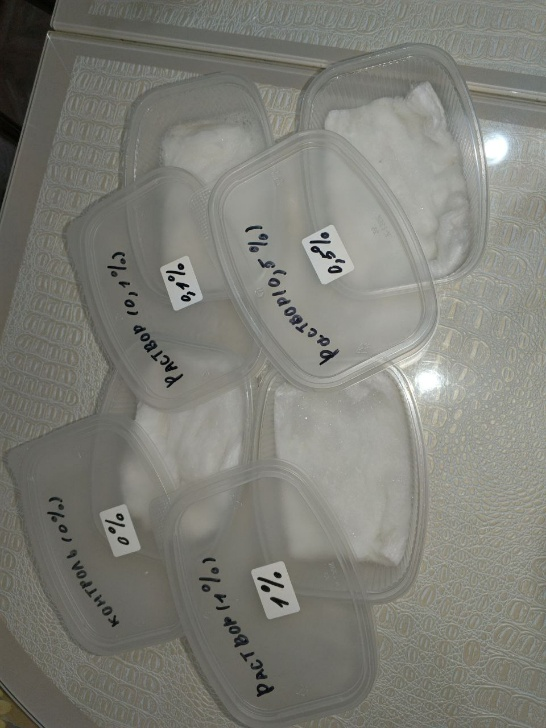 раствор (0,1%)
0,1%
раствор (0,5%)
0,5%
контроль (0%)
0%
раствор (1%)
1%